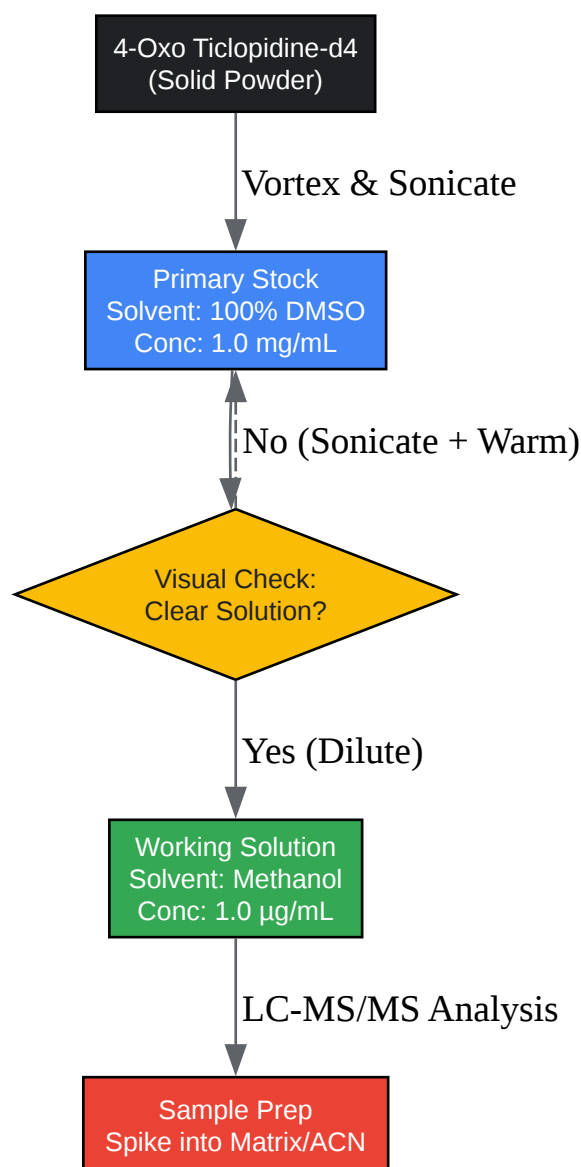 4-Oxo Ticlopidine-d4
(Solid Powder)
Vortex & Sonicate
Primary Stock
Solvent: 100% DMSO
Conc: 1.0 mg/mL
No (Sonicate + Warm)
Visual Check:
Clear Solution?
Yes (Dilute)
Working Solution
Solvent: Methanol
Conc: 1.0 µg/mL
LC-MS/MS Analysis
Sample Prep
Spike into Matrix/ACN